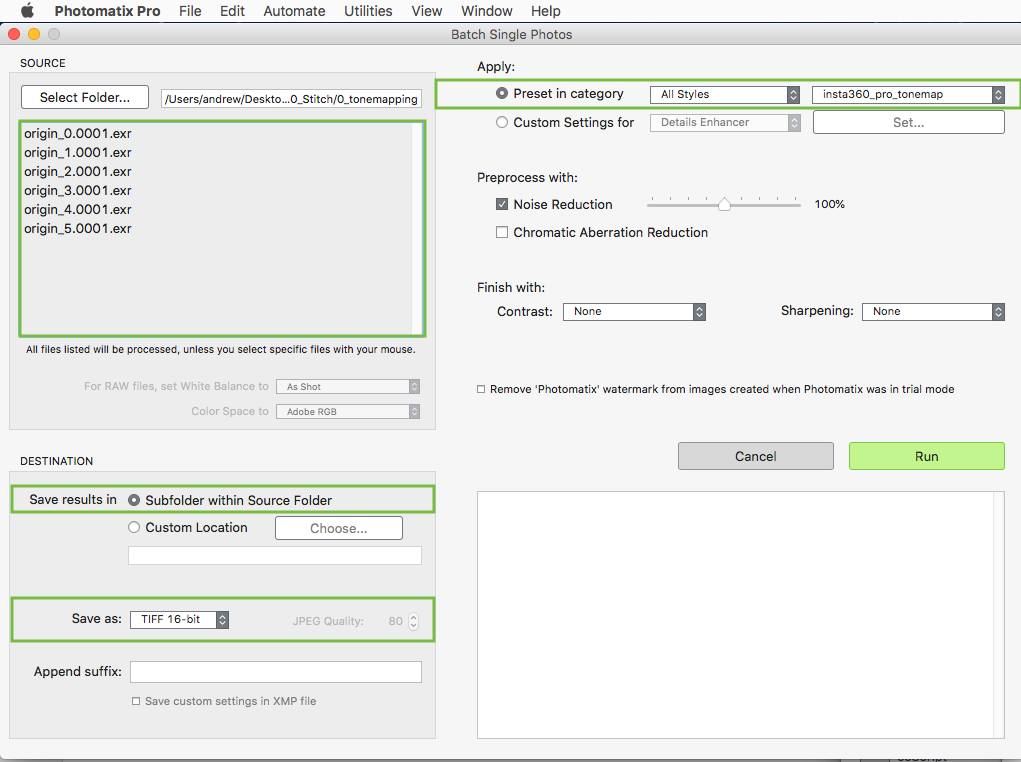 Photomatix Pro File Edit Automate Utilities View Window Help
Batch Single Photos
SOURCE
Select Folder... /Users/andrew/Deskto...0_Stitch/0_tonemapping
origin_0.0001.exr
origin_1.0001.exr
origin_2.0001.exr
origin_3.0001.exr
origin_4.0001.exr
origin_5.0001.exr
All files listed will be processed, unless you select specific files with your mouse.
For RAW files, set White Balance to As Shot
Color Space to Adobe RGB
DESTINATION
Save results in Subfolder within Source Folder
Custom Location Choose...
Save as: TIFF 16-bit JPEG Quality: 80
Append suffix:
Save custom settings in XMP file
Apply:
Preset in category All Styles insta360_pro_tonemap
Custom Settings for Details Enhancer Set...
Preprocess with:
Noise Reduction 100%
Chromatic Aberration Reduction
Finish with:
Contrast: None Sharpening: None
Remove 'Photomatix' watermark from images created when Photomatix was in trial mode
Cancel Run